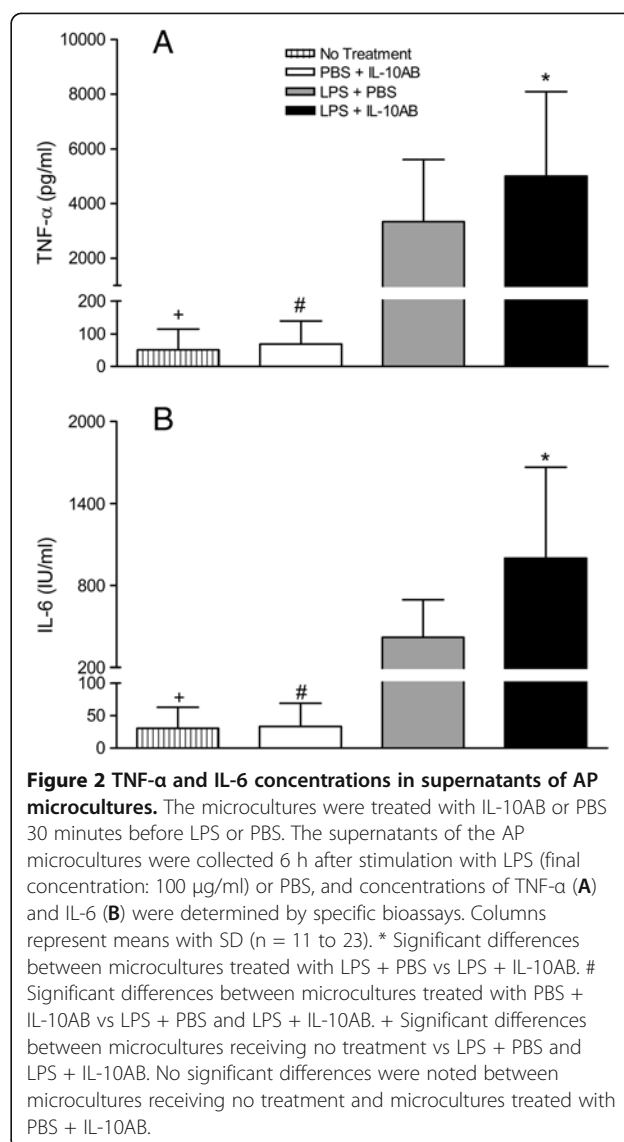 A
No Treatment
PBS + IL-10AB
LPS + PBS
LPS + IL-10AB
10000
8000
6000
4000
2000
200
100
0
TNF-α (pg/ml)
+
#
*
B
2000
1400
800
200
100
50
0
IL-6 (IU/ml)
+
#
*
Figure 2 TNF-α and IL-6 concentrations in supernatants of AP
microcultures. The microcultures were treated with IL-10AB or PBS
30 minutes before LPS or PBS. The supernatants of the AP
microcultures were collected 6 h after stimulation with LPS (final
concentration: 100 μg/ml) or PBS, and concentrations of TNF-α (A)
and IL-6 (B) were determined by specific bioassays. Columns
represent means with SD (n = 11 to 23). * Significant differences
between microcultures treated with LPS + PBS vs LPS + IL-10AB. #
Significant differences between microcultures treated with PBS +
IL-10AB vs LPS + PBS and LPS + IL-10AB. + Significant differences
between microcultures receiving no treatment vs LPS + PBS and
LPS + IL-10AB. No significant differences were noted between
microcultures receiving no treatment and microcultures treated with
PBS + IL-10AB.